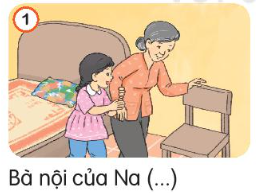 1
Bà nội của Na (...)